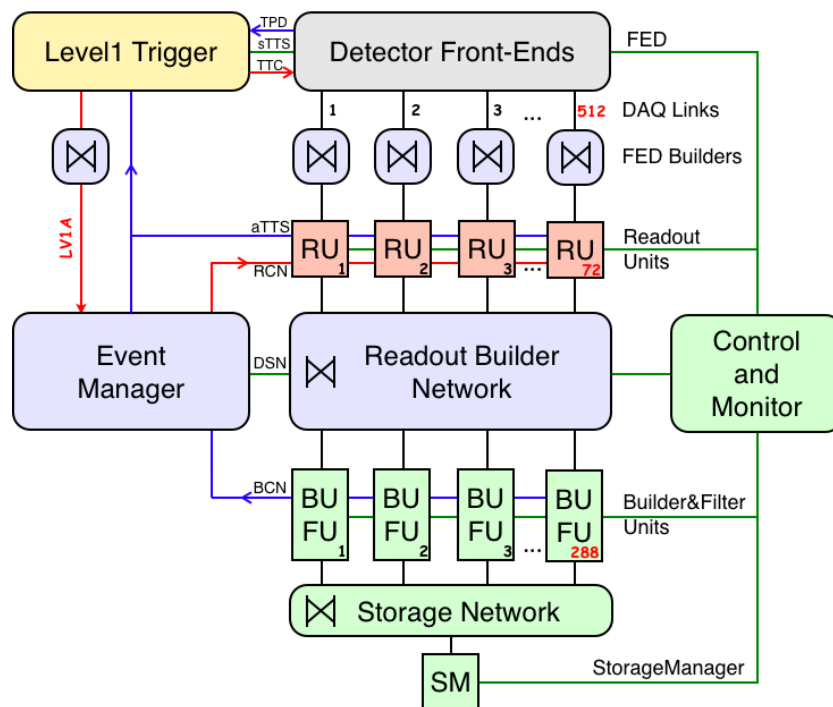 TPD
Level1 Trigger
sTTS
Detector Front-Ends
FED
TTC
1
2
3
...
512
DAQ Links
FED Builders
LV1A
aTTS
RU
1
RU
2
RU
3
...
RU
72
Readout
Units
RCN
Event
Manager
DSN
Readout Builder
Network
Control
and
Monitor
BCN
BU
FU
1
BU
FU
2
BU
FU
3
...
BU
FU
288
Builder&Filter
Units
Storage Network
SM
StorageManager